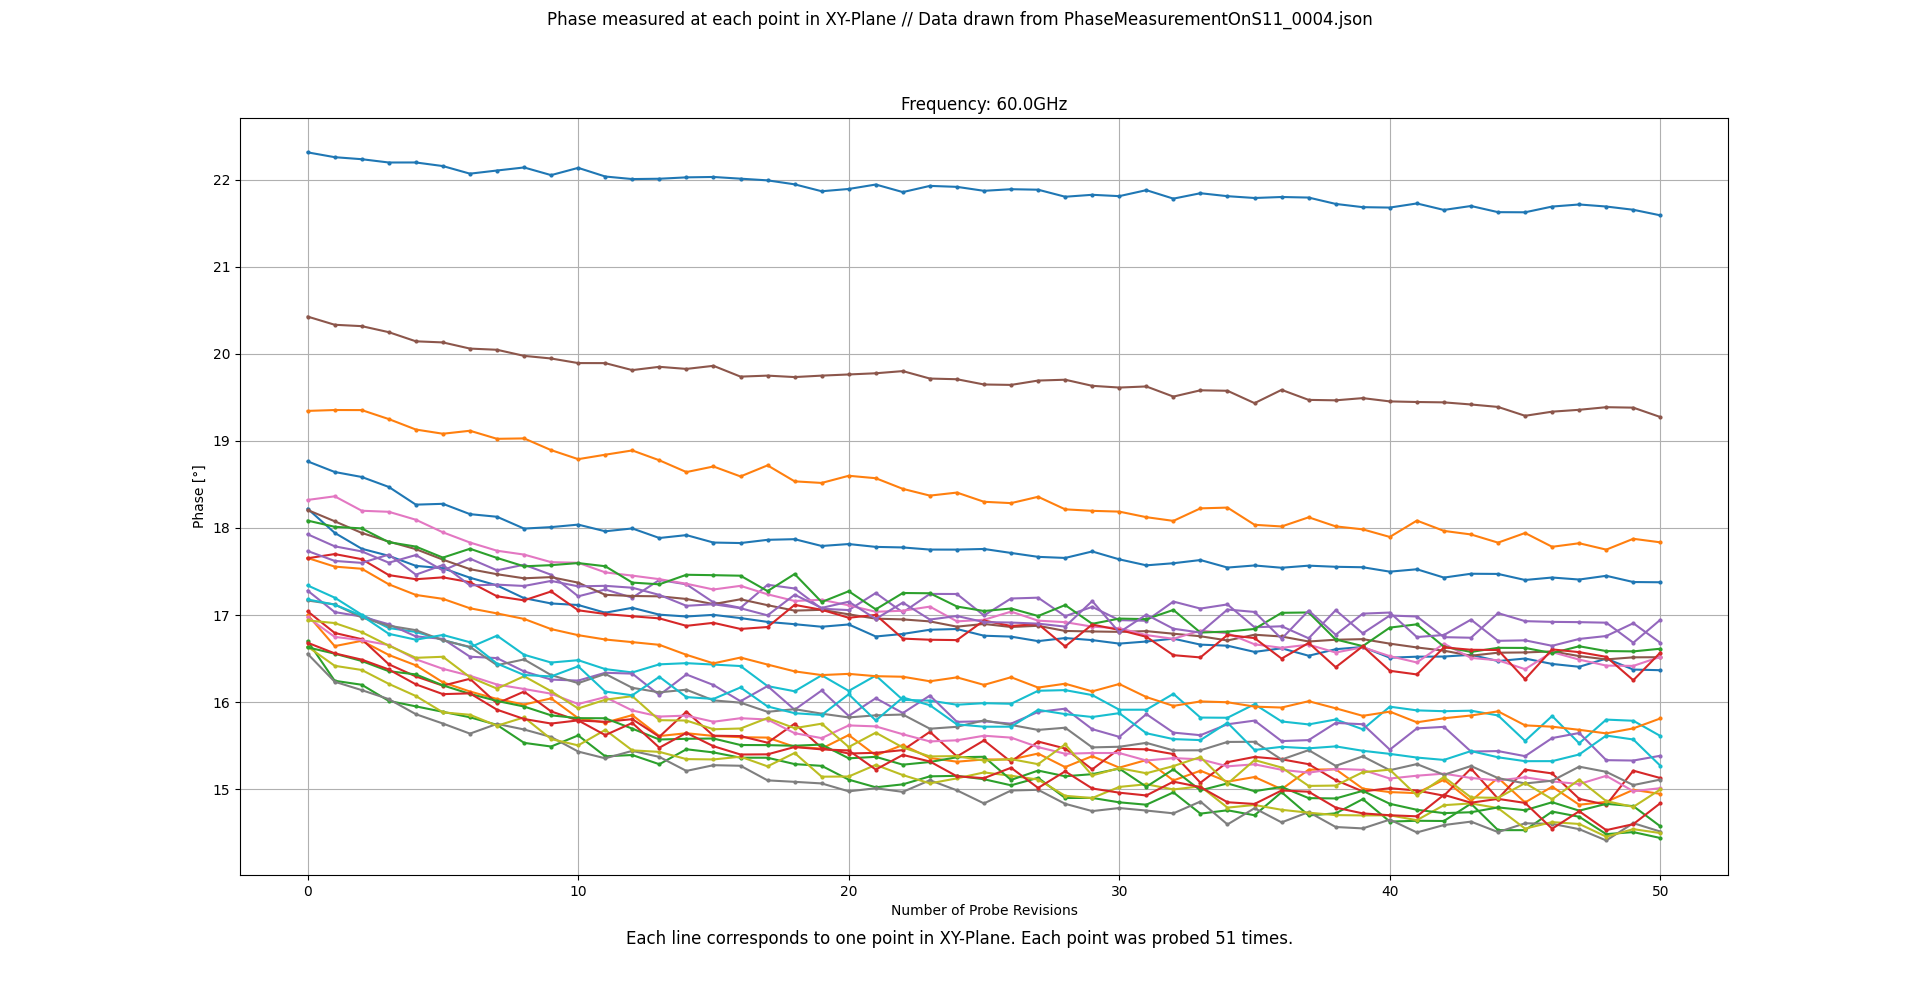 Phase measured at each point in XY-Plane // Data drawn from PhaseMeasurementOnS11_0004.json
Frequency: 60.0GHz
22
21
20
19
18
17
16
15
Phase [°]
0 10 20 30 40 50
Number of Probe Revisions
Each line corresponds to one point in XY-Plane. Each point was probed 51 times.